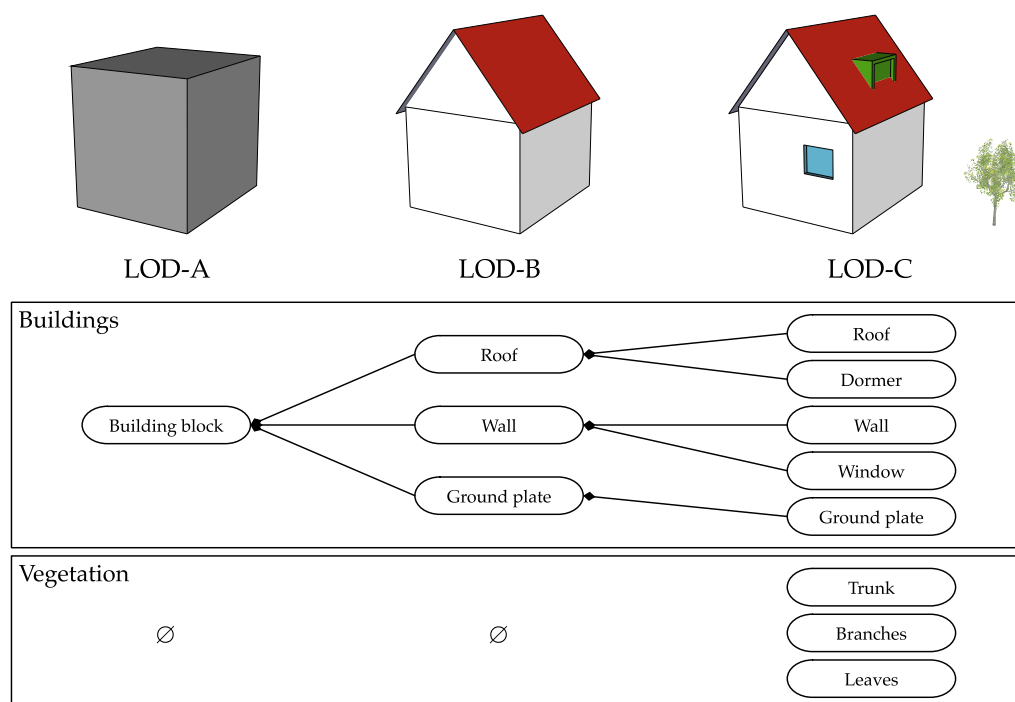 LOD-A
LOD-B
LOD-C
Buildings
Building block
Roof
Wall
Ground plate
Roof
Dormer
Wall
Window
Ground plate
Vegetation
∅
∅
Trunk
Branches
Leaves